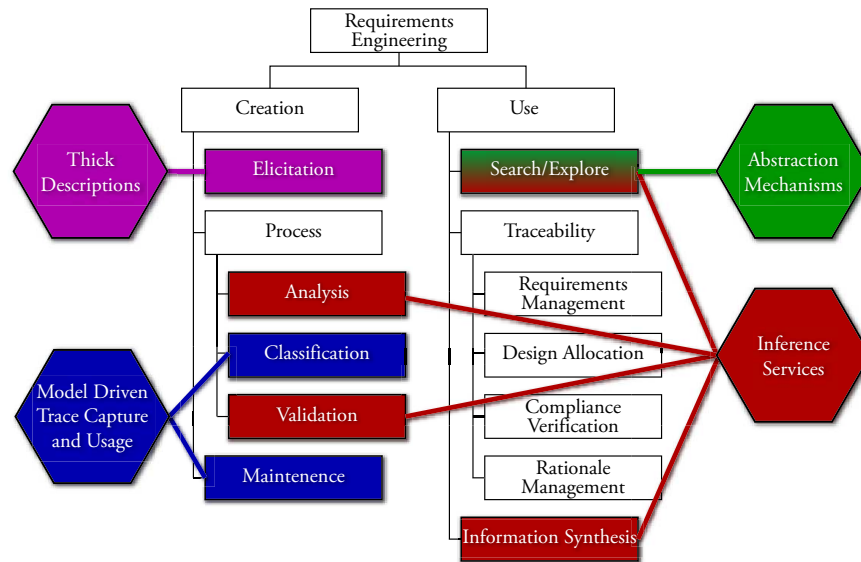 Requirements
Engineering
Creation
Use
Thick
Descriptions
Elicitation
Search/Explore
Abstraction
Mechanisms
Process
Traceability
Analysis
Requirements
Management
Classification
Design Allocation
Inference
Services
Model Driven
Trace Capture
and Usage
Validation
Compliance
Verification
Maintenence
Rationale
Management
Information Synthesis